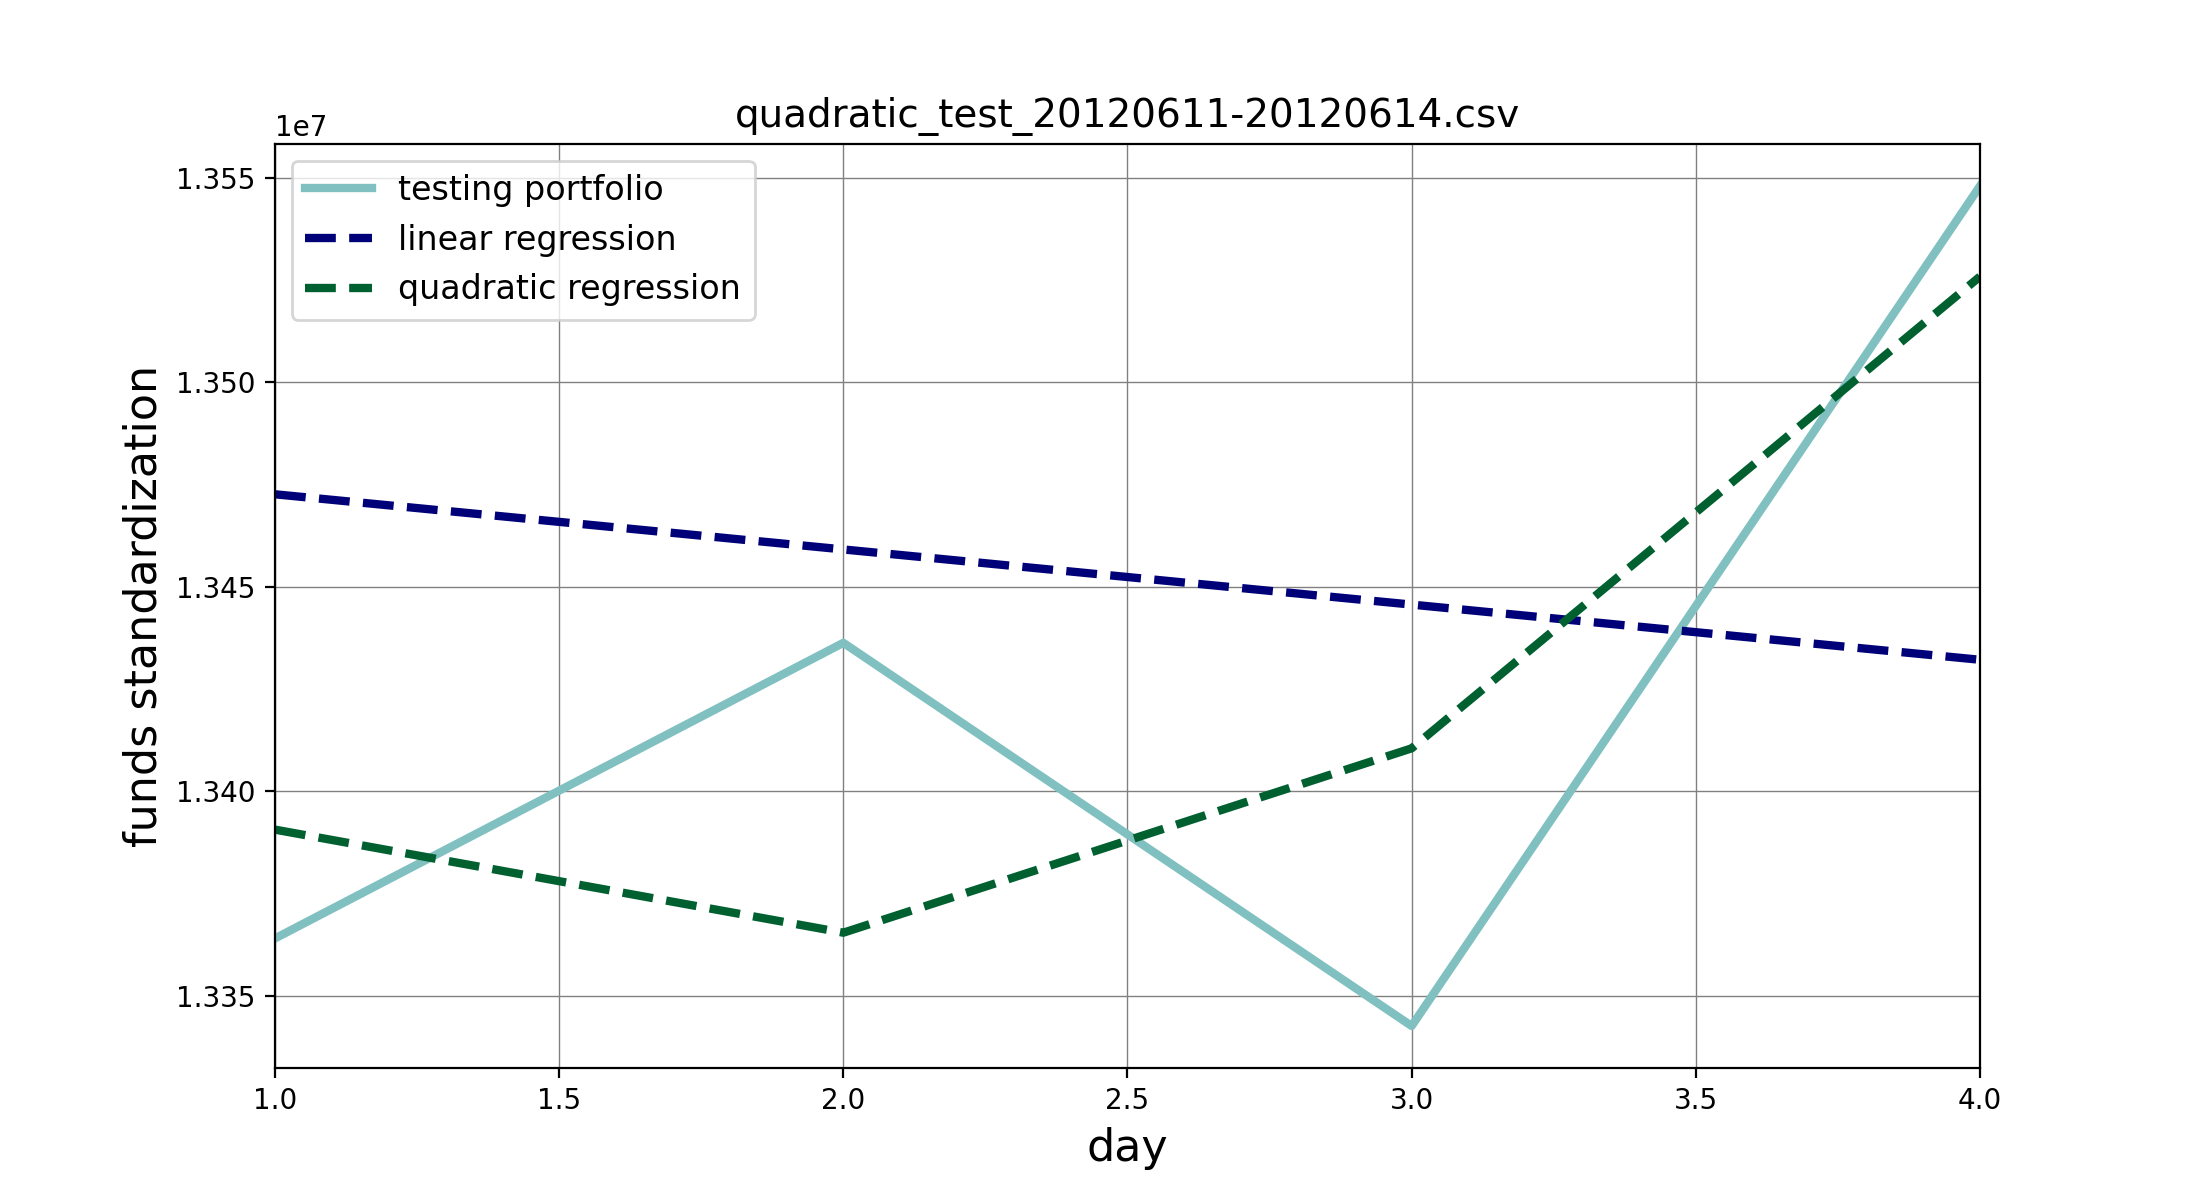 quadratic_test_20120611-20120614.csv
1e7
testing portfolio
linear regression
quadratic regression
1.355
1.350
1.345
1.340
1.335
funds standardization
1.0 1.5 2.0 2.5 3.0 3.5 4.0
day